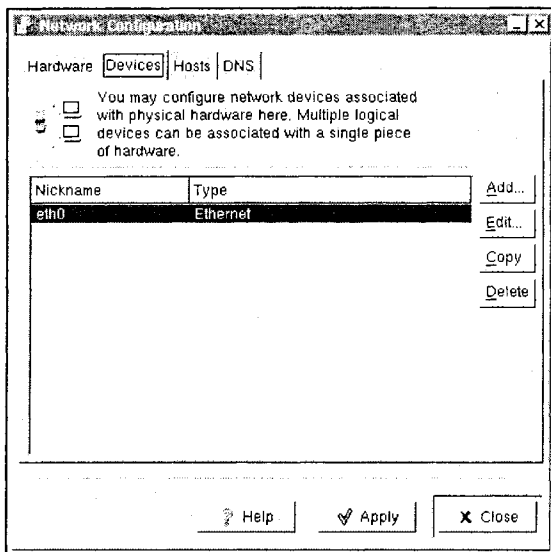 Network Configuration
Hardware Devices Hosts DNS
You may configure network devices associated
with physical hardware here. Multiple logical
devices can be associated with a single piece
of hardware.
Nickname Type
eth0 Ethernet
Add...
Edit...
Copy
Delete
Help Apply X Close